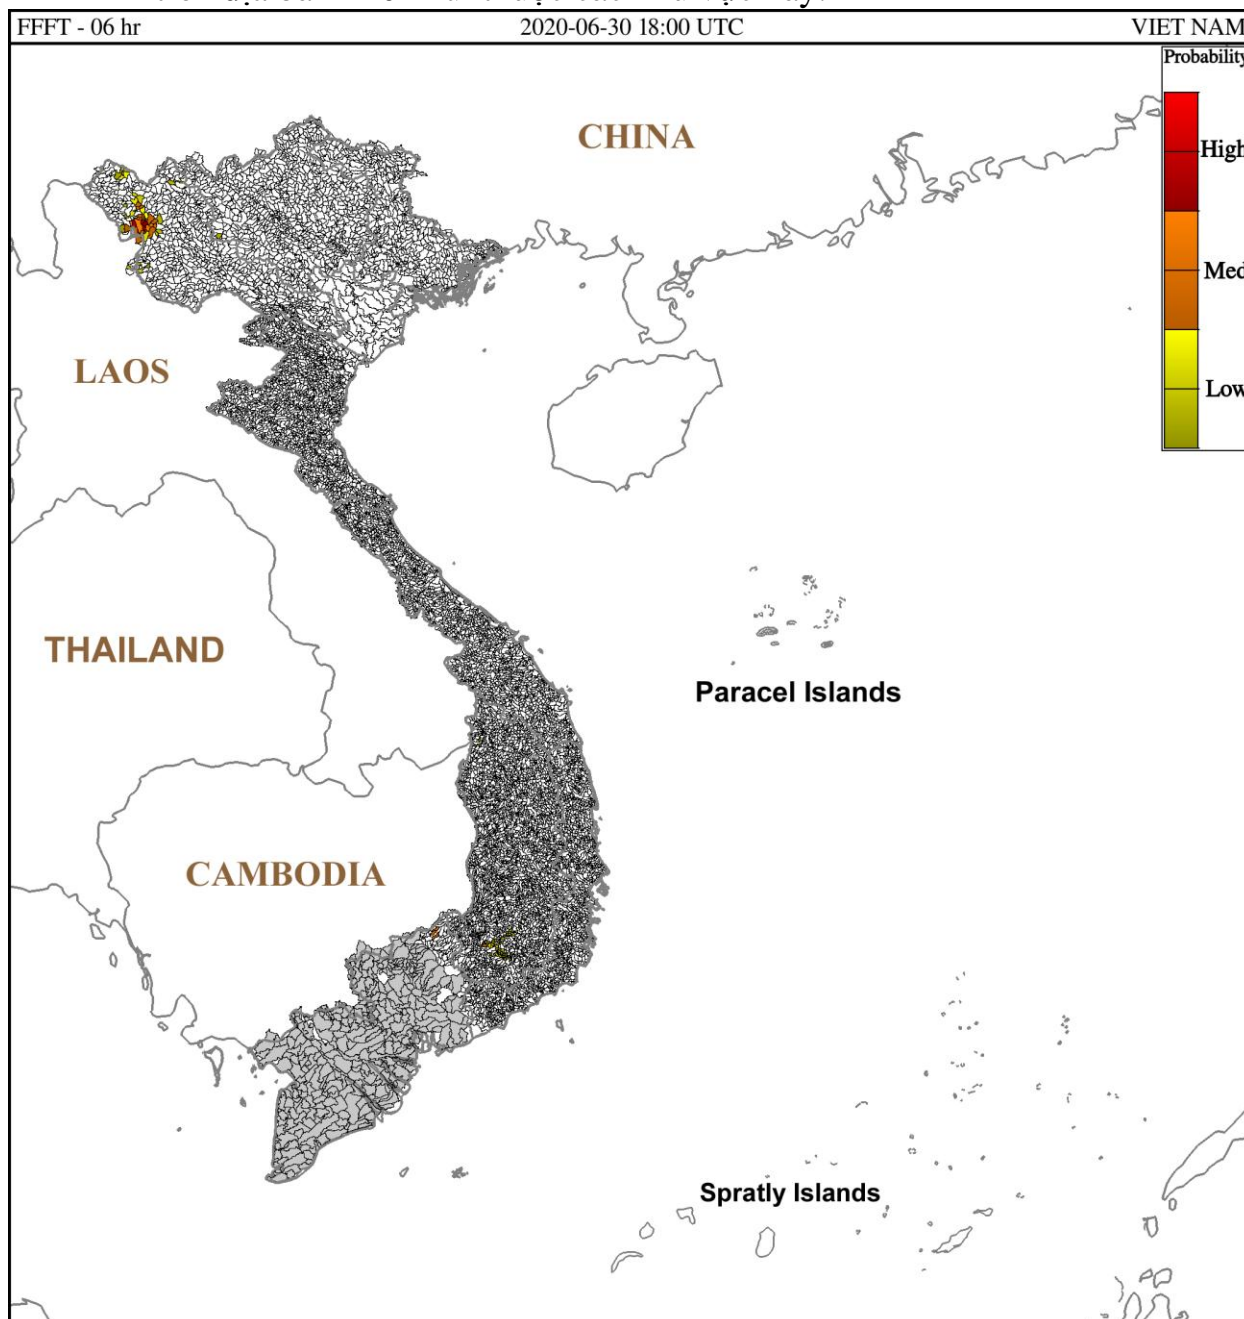 FFFT - 06 hr 2020-06-30 18:00 UTC VIET NAM
Probability
CHINA
High
Med
LAOS
Low
THAILAND
Paracel Islands
CAMBODIA
Spratly Islands